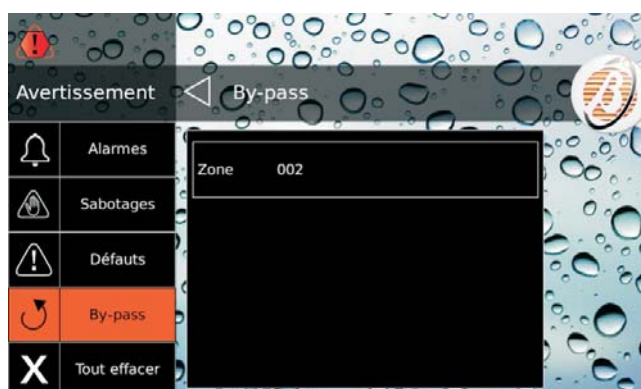 Avertissement
By-pass
Alarmes
Zone 002
Sabotages
Défauts
By-pass
Tout effacer